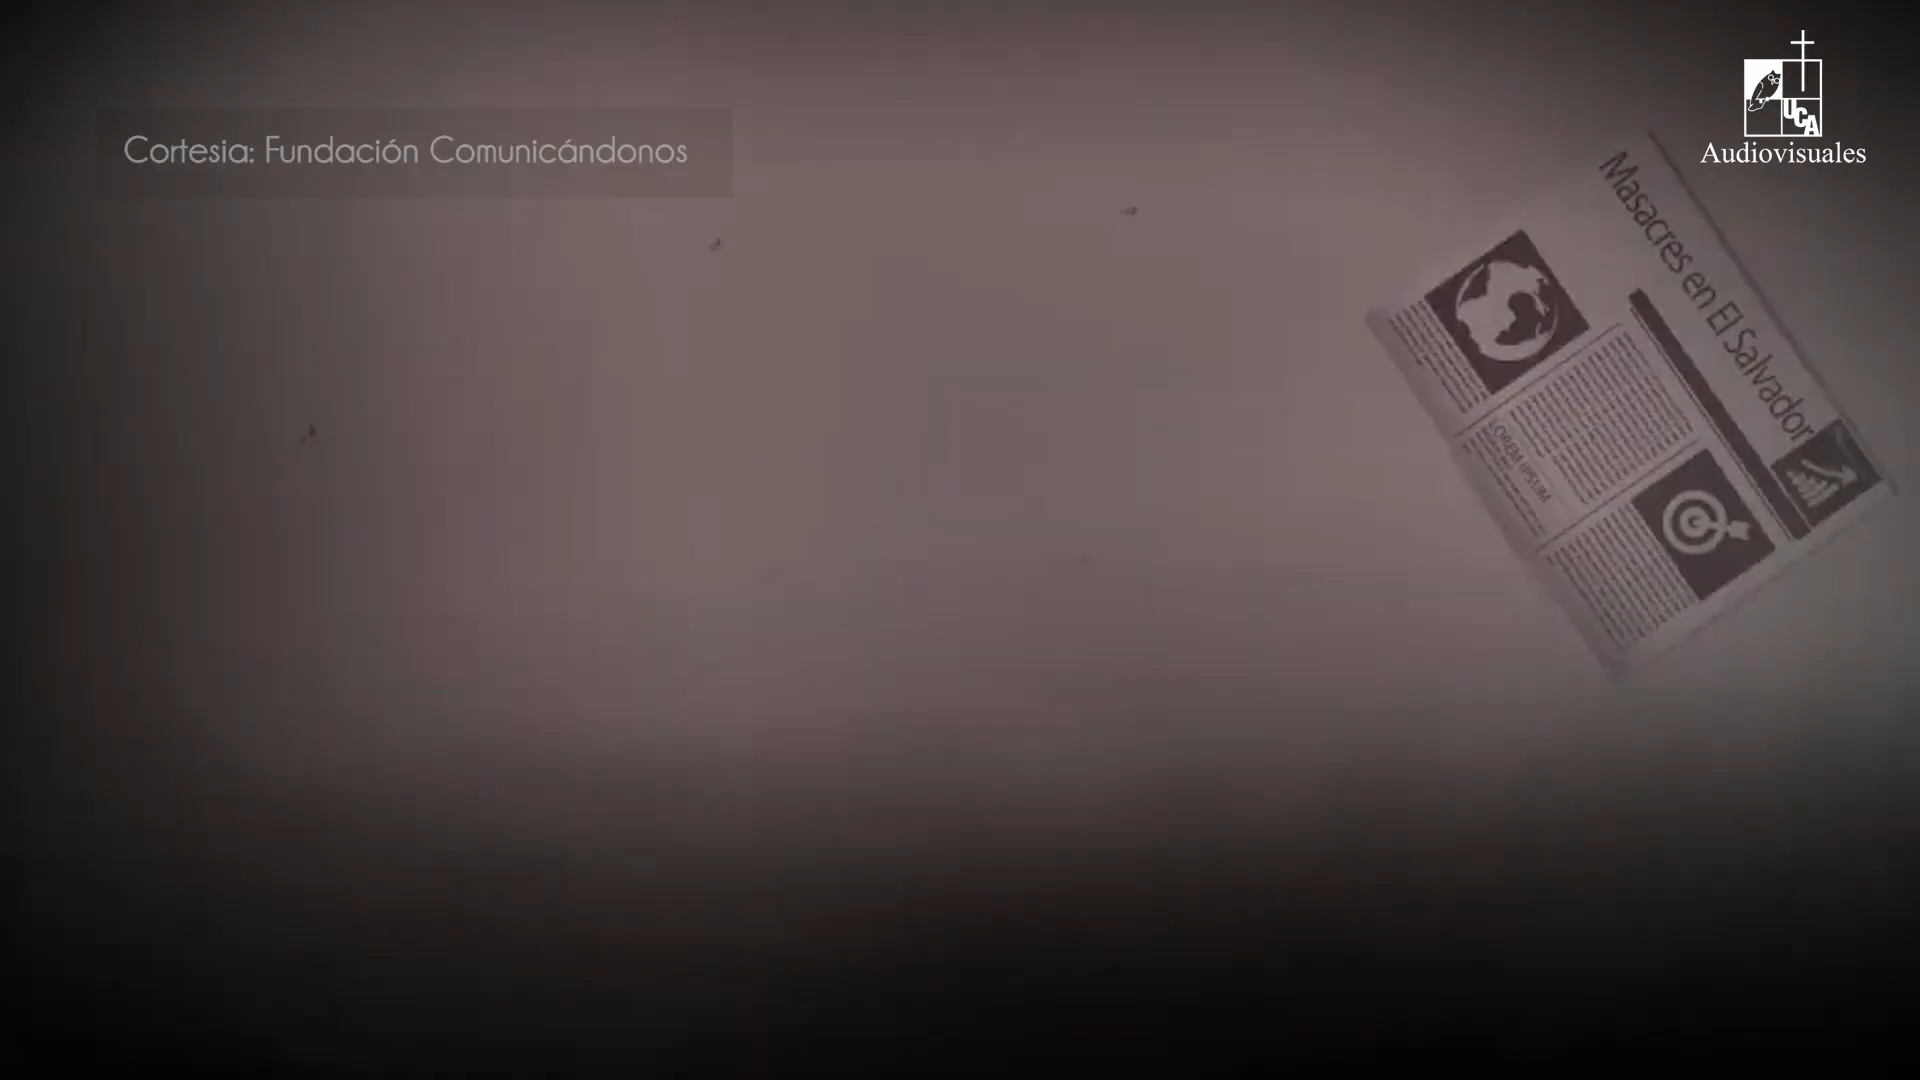 Cortesia: Fundación Comunicándonos
UCA
Audiovisuales
Masacres en El Salvador
LOREM IPSUM